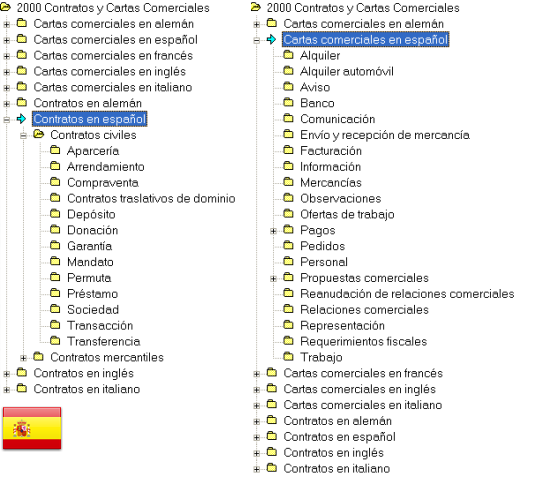 2000 Contratos y Cartas Comerciales
Cartas comerciales en alemán
Cartas comerciales en español
Cartas comerciales en francés
Cartas comerciales en inglés
Cartas comerciales en italiano
Contratos en alemán
Contratos en español
Contratos civiles
Aparcería
Arrendamiento
Compraventa
Contratos traslativos de dominio
Depósito
Donación
Garantía
Mandato
Permuta
Préstamo
Sociedad
Transacción
Transferencia
Contratos mercantiles
Contratos en inglés
Contratos en italiano
2000 Contratos y Cartas Comerciales
Cartas comerciales en alemán
Cartas comerciales en español
Alquiler
Alquiler automóvil
Aviso
Banco
Comunicación
Envío y recepción de mercancía
Facturación
Información
Mercancías
Observaciones
Ofertas de trabajo
Pagos
Pedidos
Personal
Propuestas comerciales
Reanudación de relaciones comerciales
Relaciones comerciales
Representación
Requerimientos fiscales
Trabajo
Cartas comerciales en francés
Cartas comerciales en inglés
Cartas comerciales en italiano
Contratos en alemán
Contratos en español
Contratos en inglés
Contratos en italiano